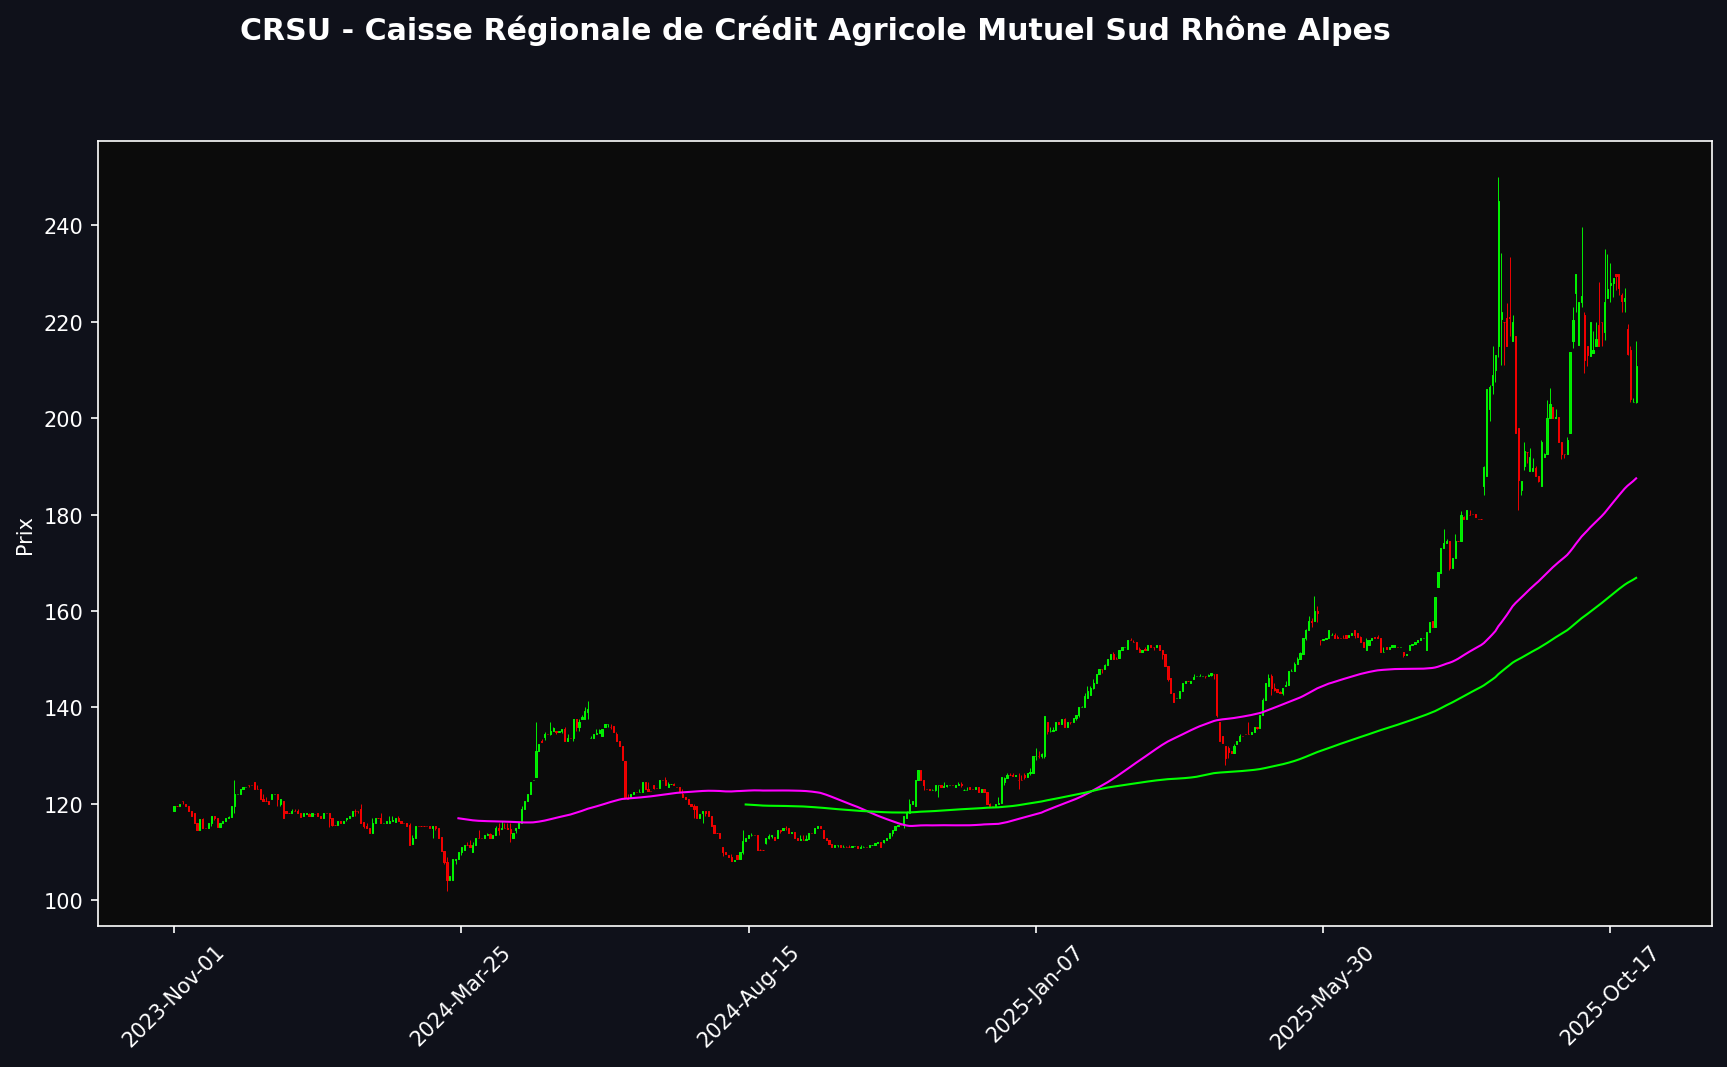 CRSU - Caisse Régionale de Crédit Agricole Mutuel Sud Rhône Alpes
Prix
240
220
200
180
160
140
120
100
2023-Nov-01
2024-Mar-25
2024-Aug-15
2025-Jan-07
2025-May-30
2025-Oct-17